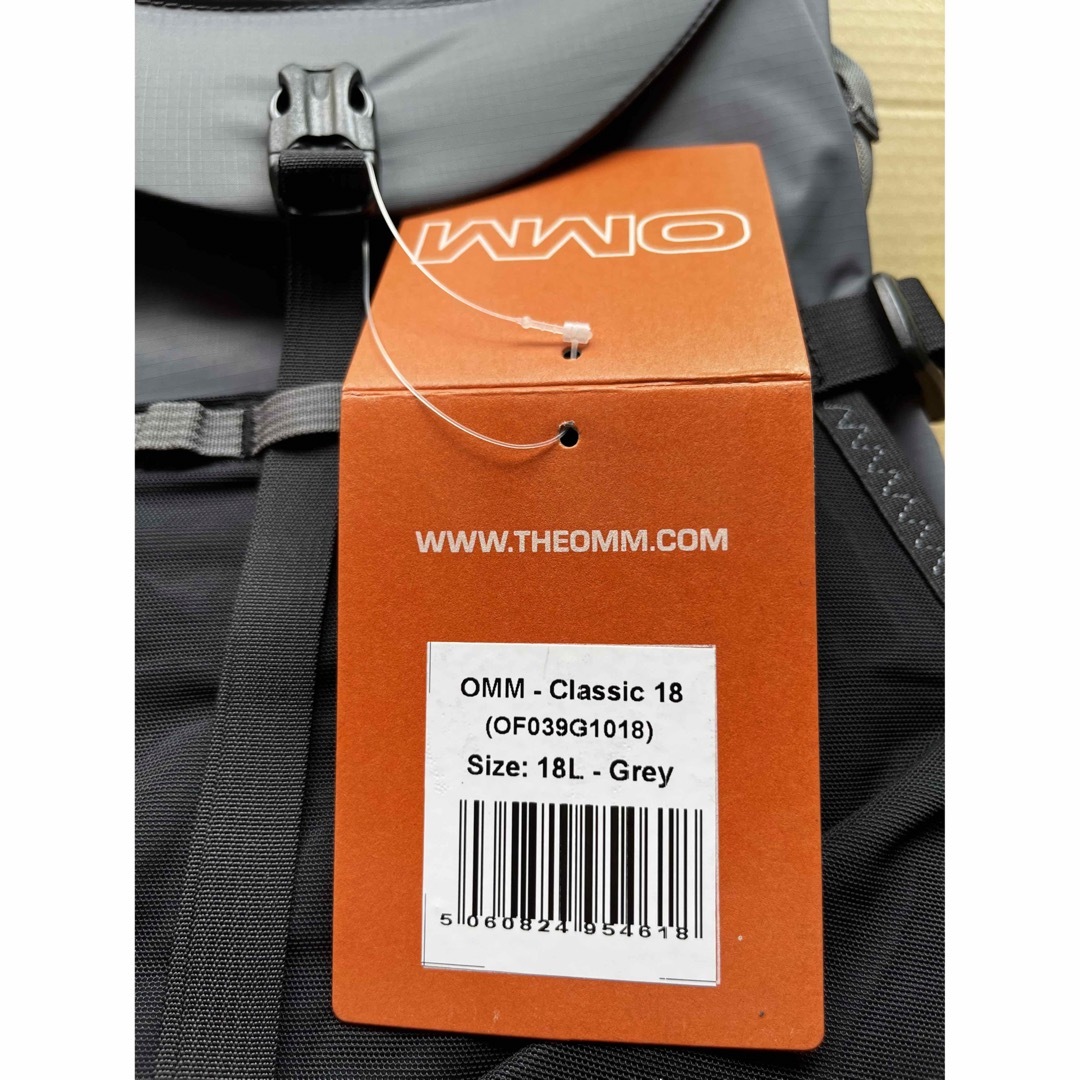 OMM
WWW.THEOMM.COM
OMM - Classic 18
(OF039G1018)
Size: 18L - Grey
5 060824 954618